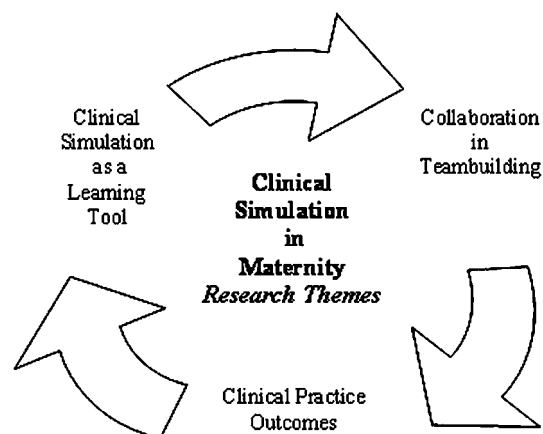 Clinical
Simulation
as a
Learning
Tool
Collaboration
in
Teambuilding
Clinical
Simulation
in
Maternity
Research Themes
Clinical Practice
Outcomes